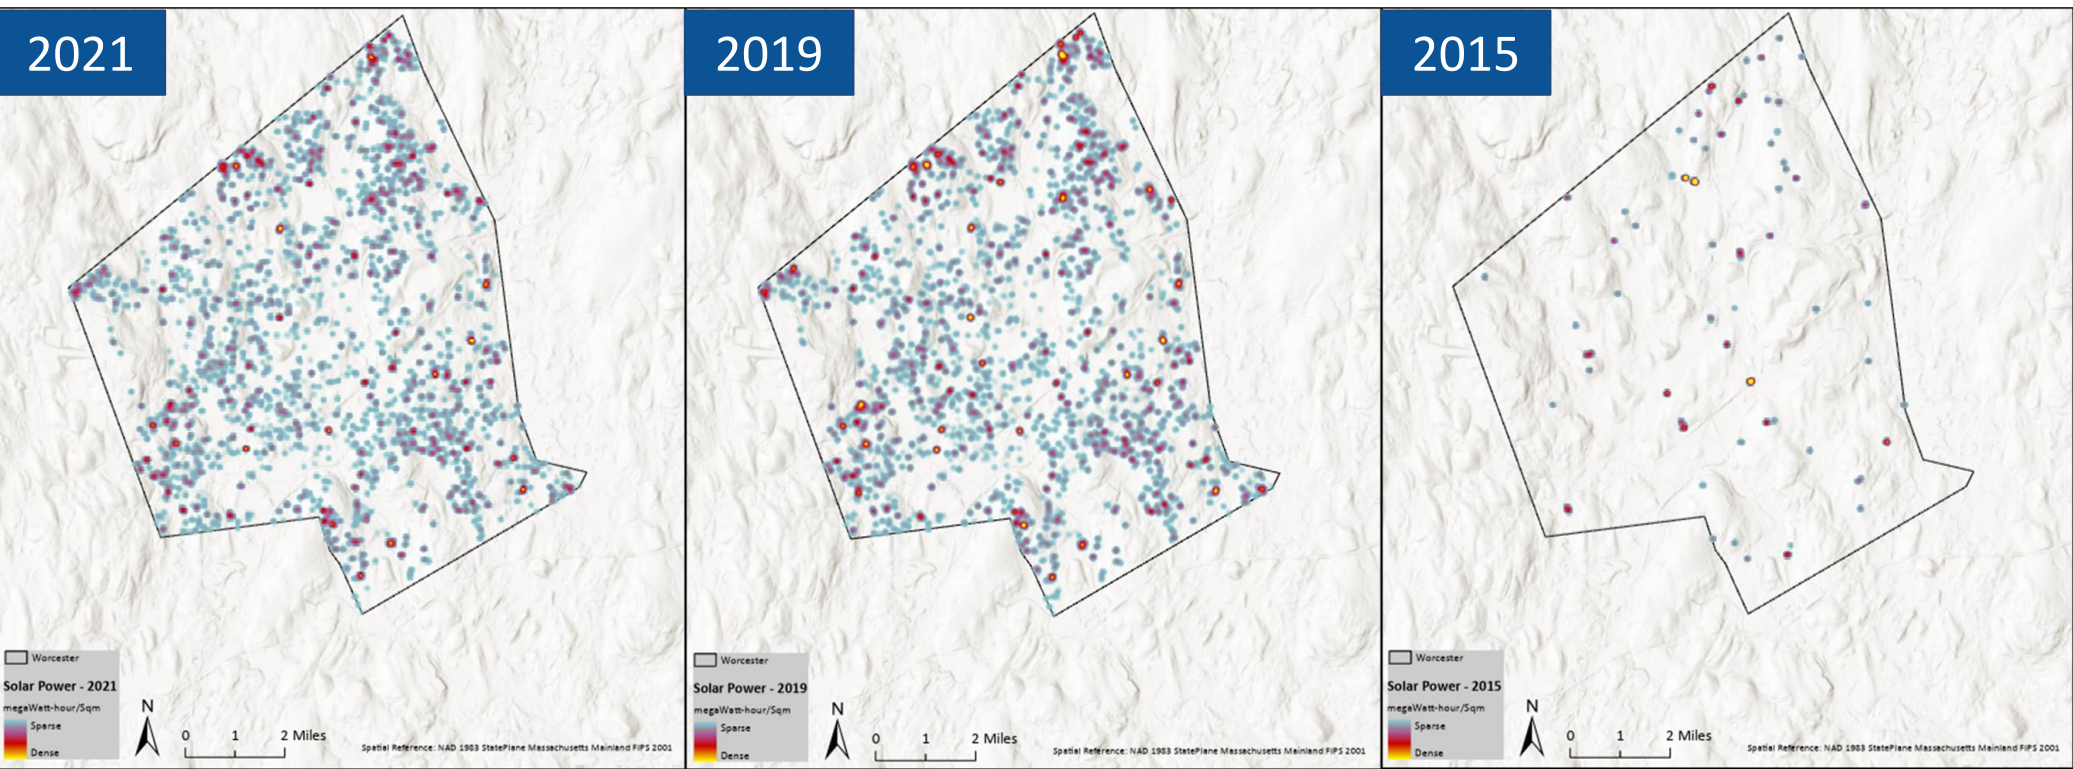 2021
Worcester
Solar Power - 2021
megaWatt-hour/Sqm
Sparse
Dense
N
0 1 2 Miles
Spatial Reference: NAD 1983 StatePlane Massachusetts Mainland FIPS 2001
2019
Worcester
Solar Power - 2019
megaWatt-hour/Sqm
Sparse
Dense
N
0 1 2 Miles
Spatial Reference: NAD 1983 StatePlane Massachusetts Mainland FIPS 2001
2015
Worcester
Solar Power - 2015
megaWatt-hour/Sqm
Sparse
Dense
N
0 1 2 Miles
Spatial Reference: NAD 1983 StatePlane Massachusetts Mainland FIPS 2001